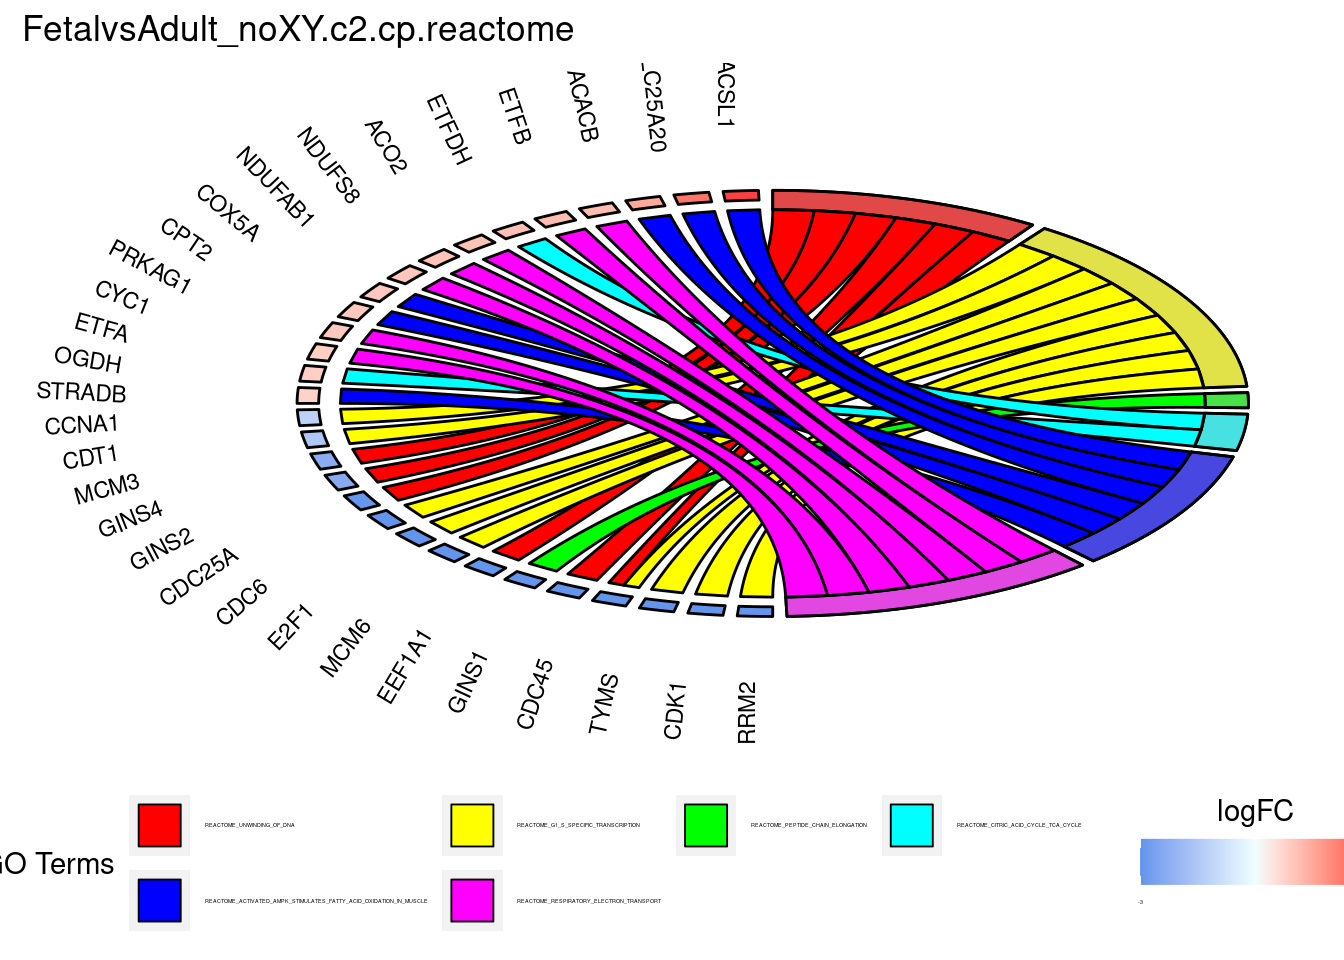 FetalvsAdult_noXY.c2.cp.reactome
ACSL1
_C25A20
ACACB
ETFB
ETFDH
ACO2
NDUFS8
NDUFAB1
COX5A
CPT2
PRKAG1
CYC1
ETFA
OGDH
STRADB
CCNA1
CDT1
MCM3
GINS4
GINS2
CDC25A
CDC6
E2F1
MCM6
EEF1A1
GINS1
CDC45
TYMS
CDK1
RRM2
GO Terms
REACTOME_UNWINDING_OF_DNA
REACTOME_G1_S_SPECIFIC_TRANSCRIPTION
REACTOME_PEPTIDE_CHAIN_ELONGATION
REACTOME_CITRIC_ACID_CYCLE_TCA_CYCLE
REACTOME_ACTIVATED_AMPK_STIMULATES_FATTY_ACID_OXIDATION_IN_MUSCLE
REACTOME_RESPIRATORY_ELECTRON_TRANSPORT
logFC
-3